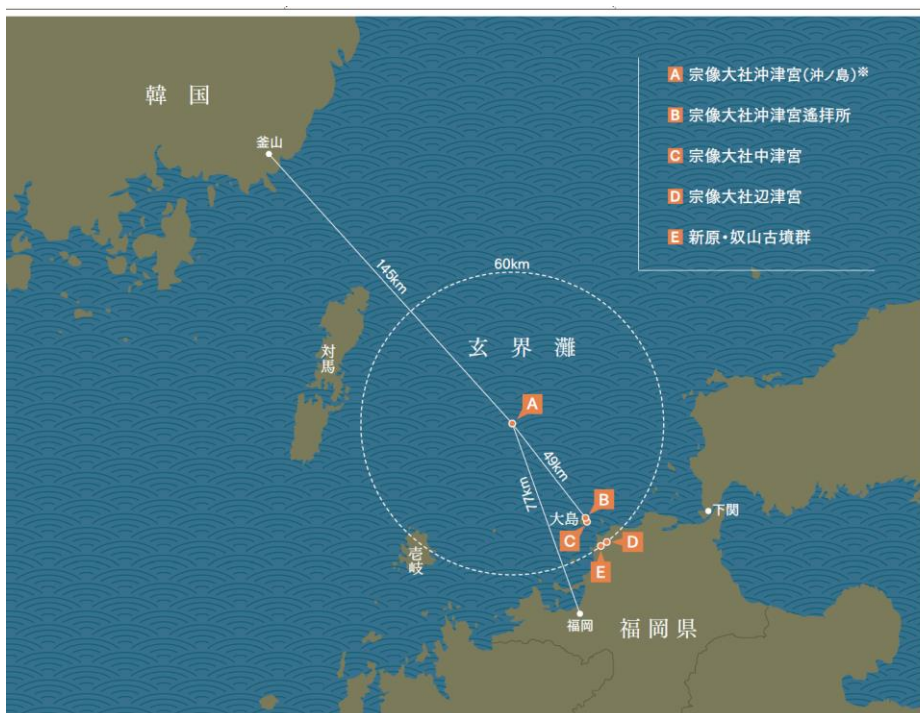 韓国
釜山
A 宗像大社沖津宮(沖ノ島)※
B 宗像大社沖津宮遙拝所
C 宗像大社中津宮
D 宗像大社辺津宮
E 新原・奴山古墳群
145km
60km
対馬
玄界灘
A
49km
77km
B
大島
C
下関
D
壱岐
E
福岡
福岡県